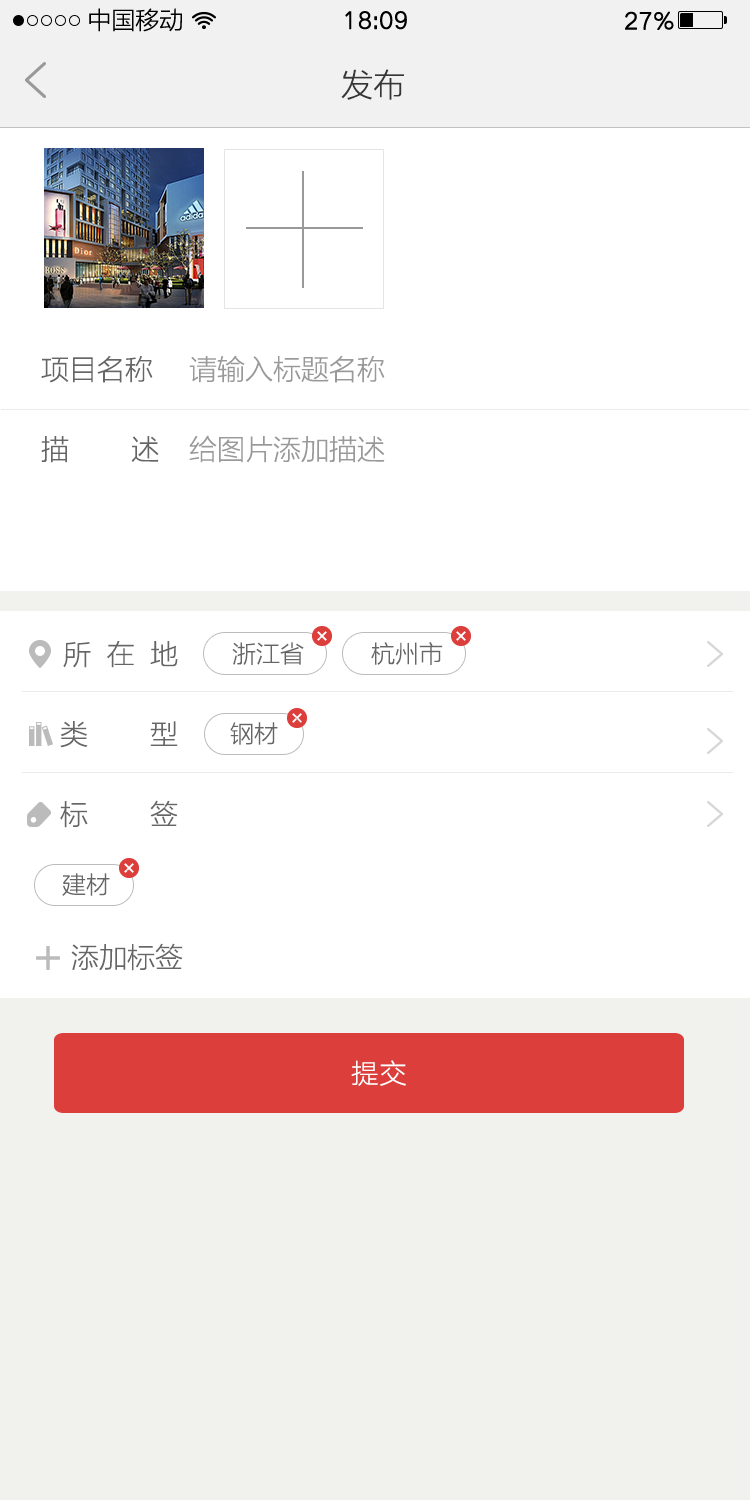 中国移动 18:09 27%
发布
adidas
Dior
BOSS
项目名称 请输入标题名称
描 述 给图片添加描述
所 在 地 浙江省 杭州市
类 型 钢材
标 签
建材
添加标签
提交